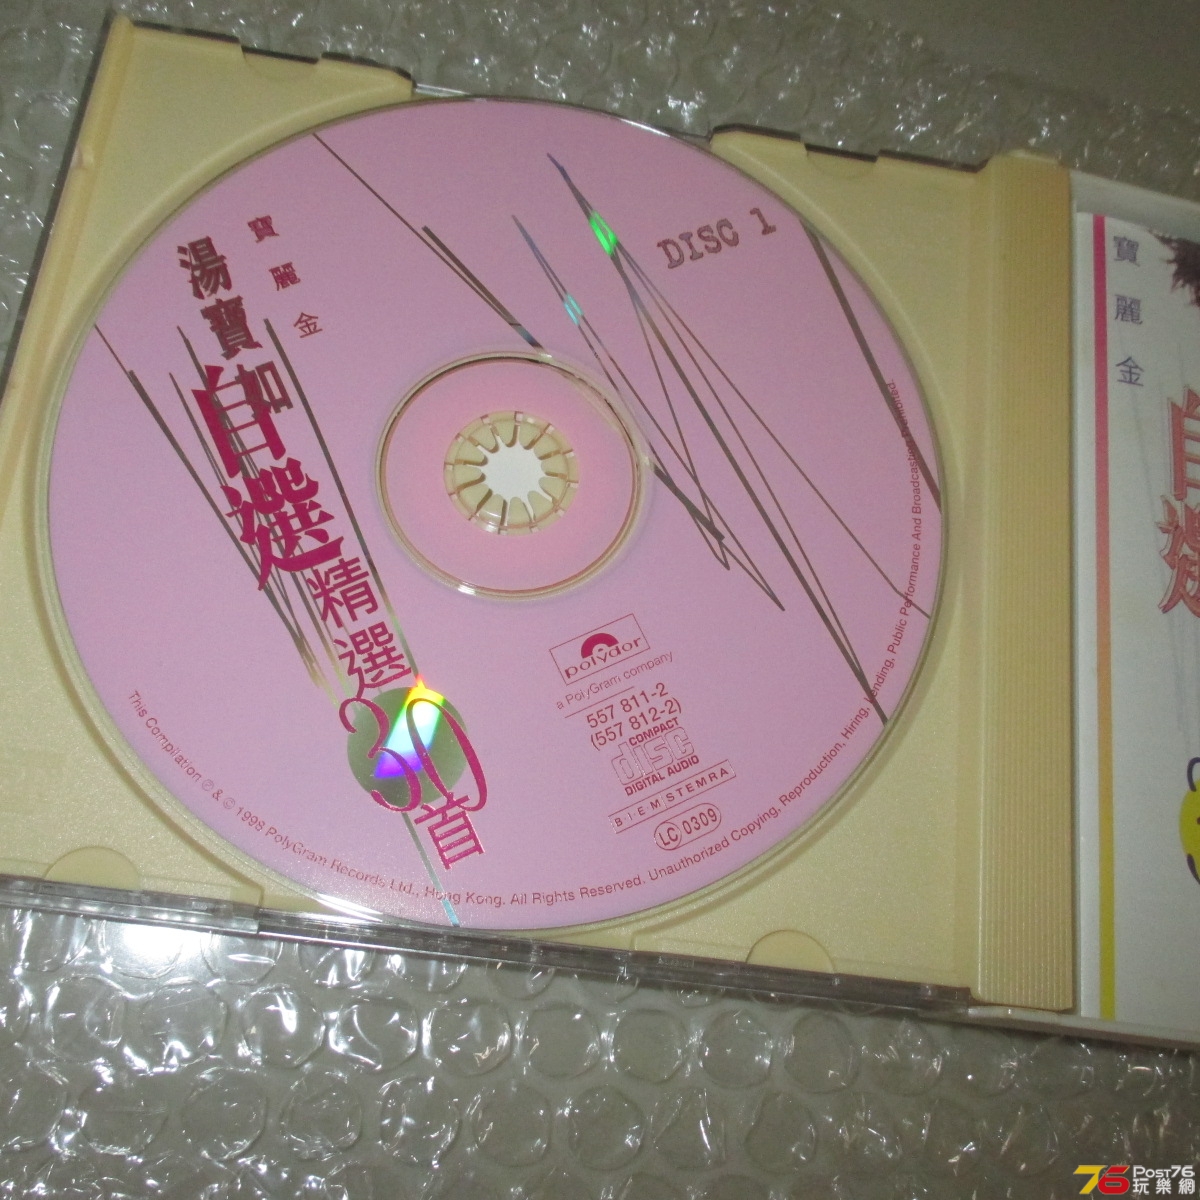 寶麗金
湯寶如
自選
精選
30
首
DISC 1
polydor
a PolyGram company
557 811-2
(557 812-2)
COMPACT
disc
DIGITAL AUDIO
BIEM STEMRA
LC 0309
This Compilation ℗ & © 1998 PolyGram Records Ltd., Hong Kong. All Rights Reserved. Unauthorized Copying, Reproduction, Hiring, Lending, Public Performance And Broadcasting Prohibited.
寶麗金
自
選
76 Post76
玩樂網